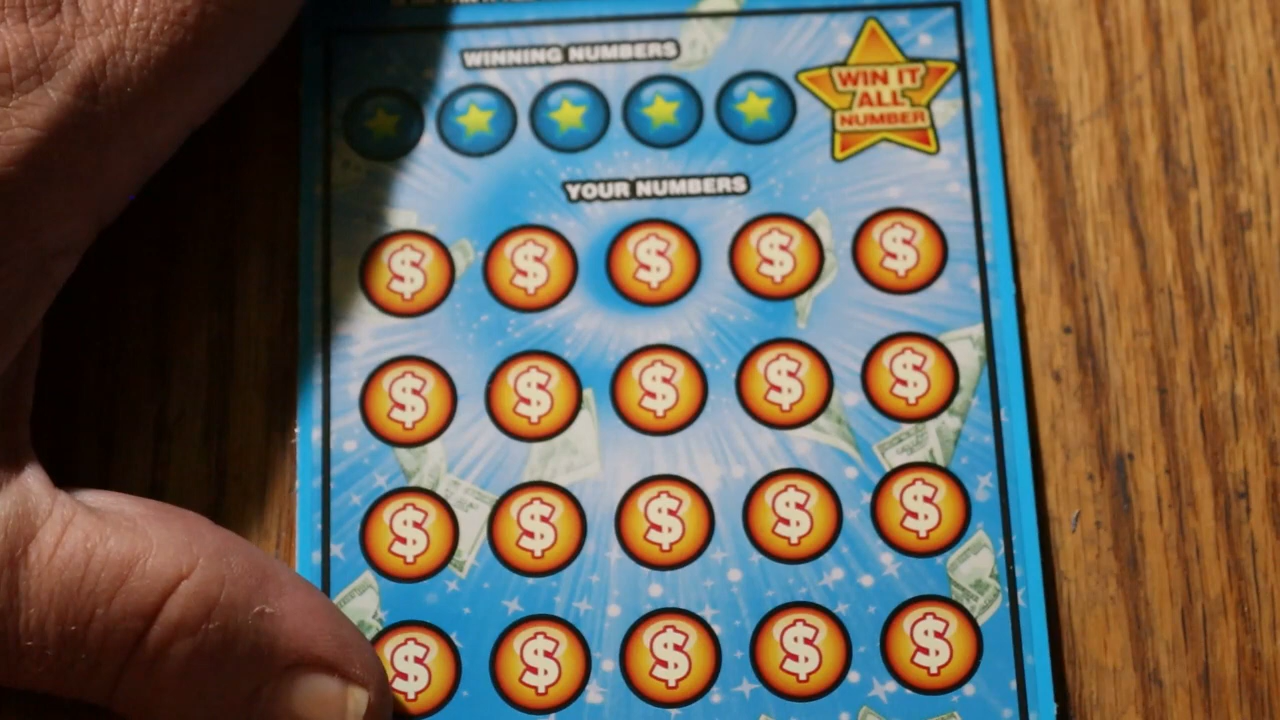 WINNING NUMBERS
WIN IT
ALL
NUMBER
YOUR NUMBERS
$ $ $ $ $
$ $ $ $ $
$ $ $ $ $
$ $ $ $ $